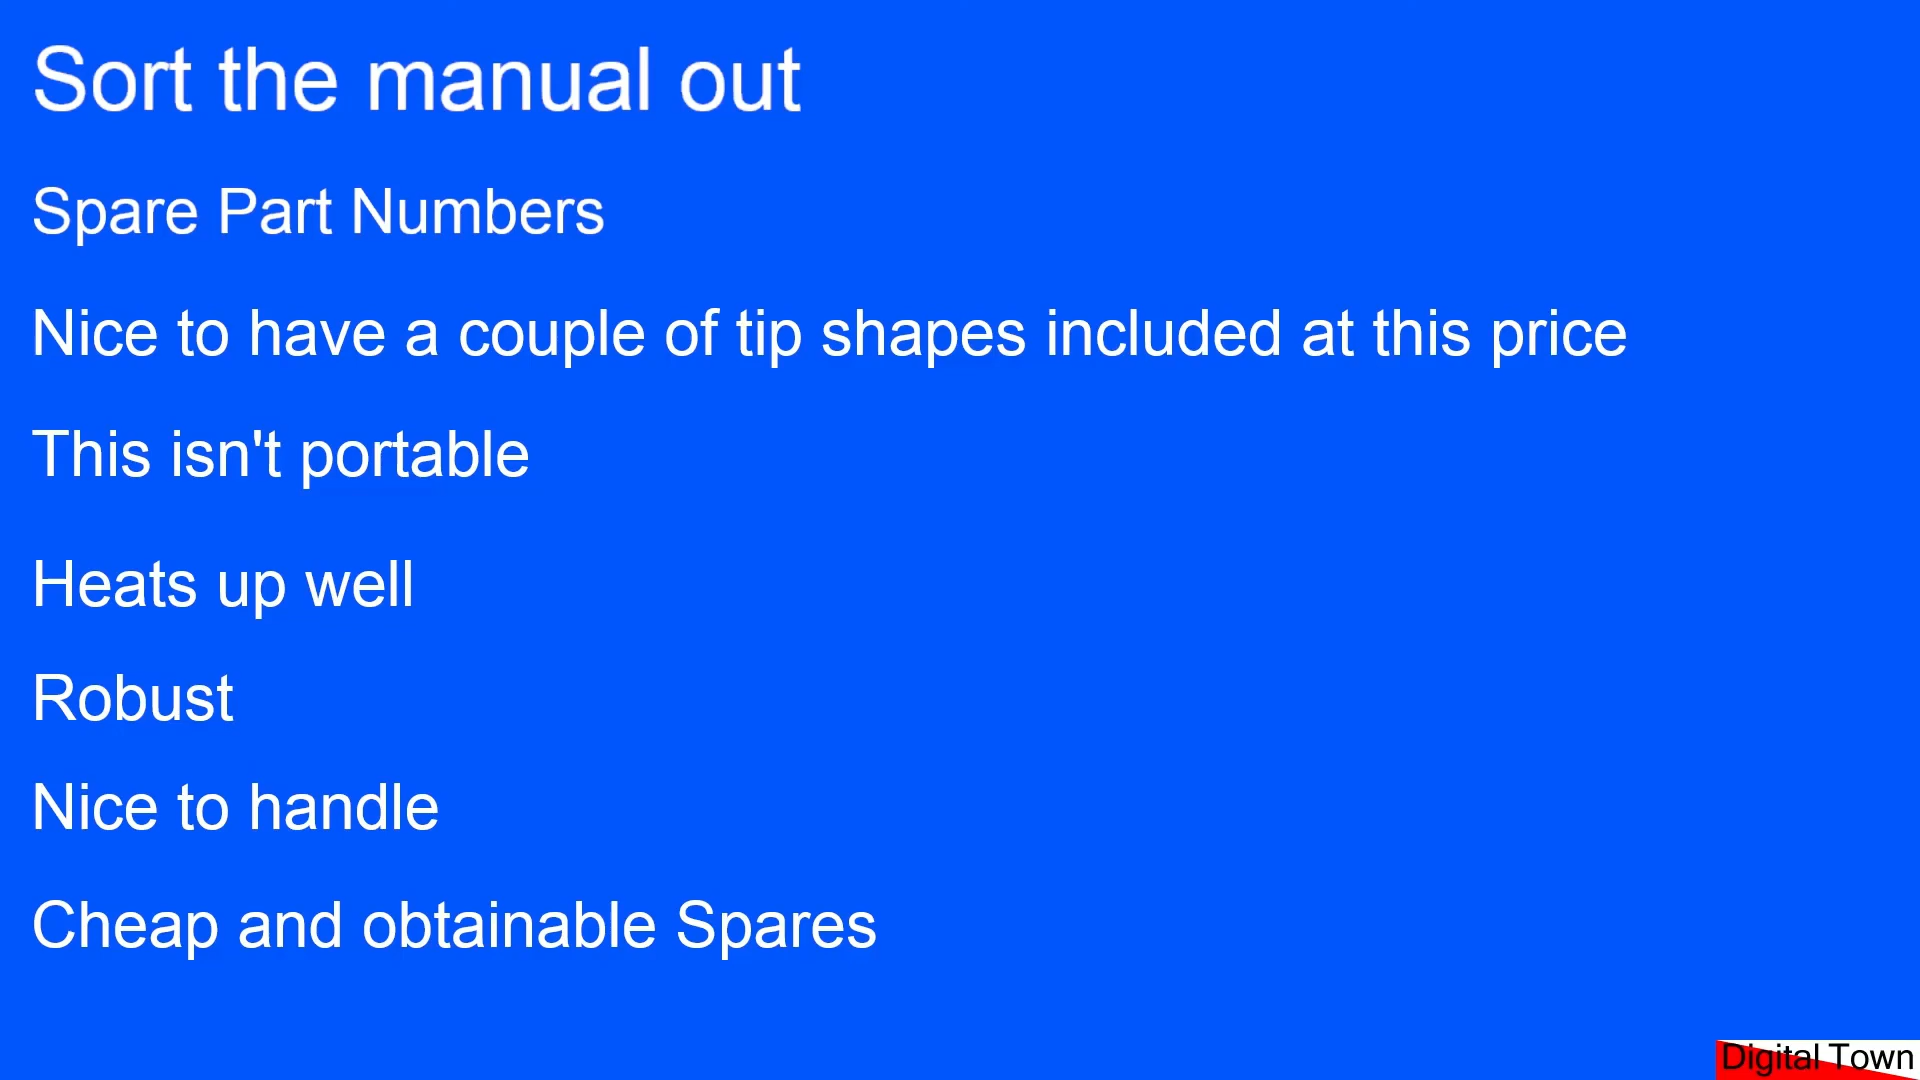 Sort the manual out
Spare Part Numbers
Nice to have a couple of tip shapes included at this price
This isn't portable
Heats up well
Robust
Nice to handle
Cheap and obtainable Spares
Digital Town